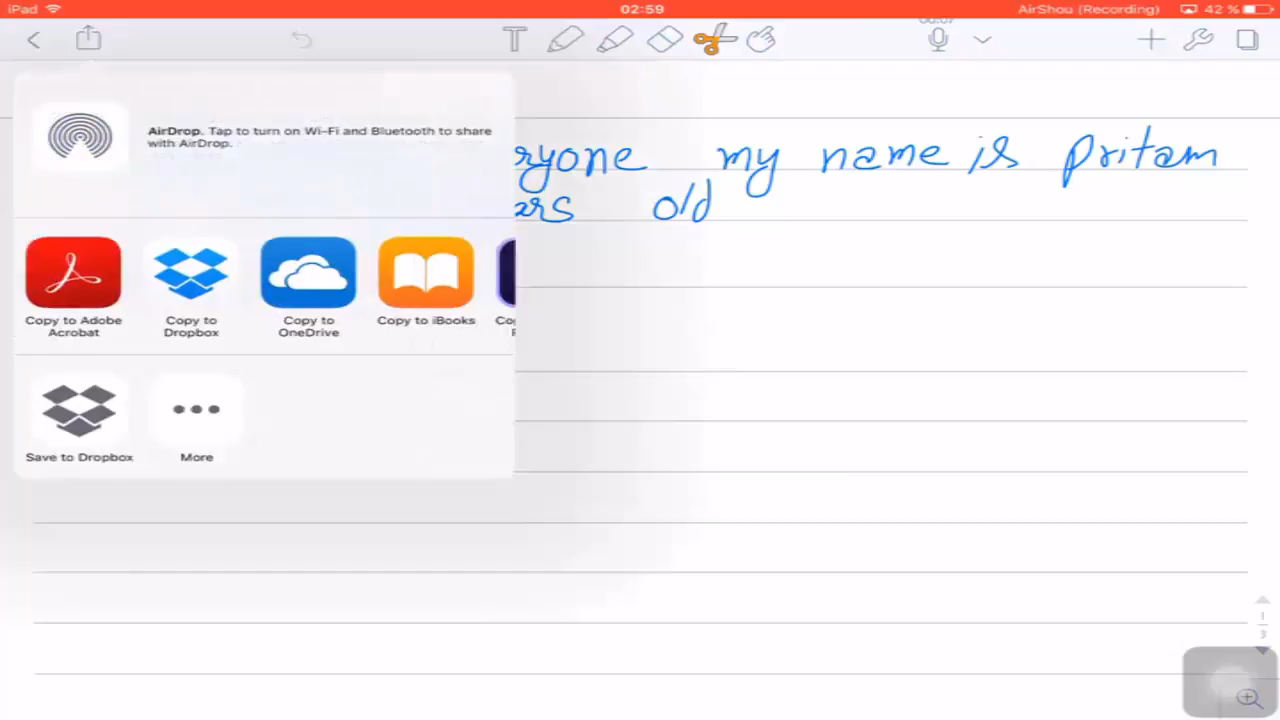 iPad 02:59 AirShou (Recording) 42 %
T
AirDrop. Tap to turn on Wi-Fi and Bluetooth to share
with AirDrop.
ryone my name is pritam
ars old
Copy to Adobe
Acrobat
Copy to
Dropbox
Copy to
OneDrive
Copy to iBooks
Save to Dropbox
More
1
3